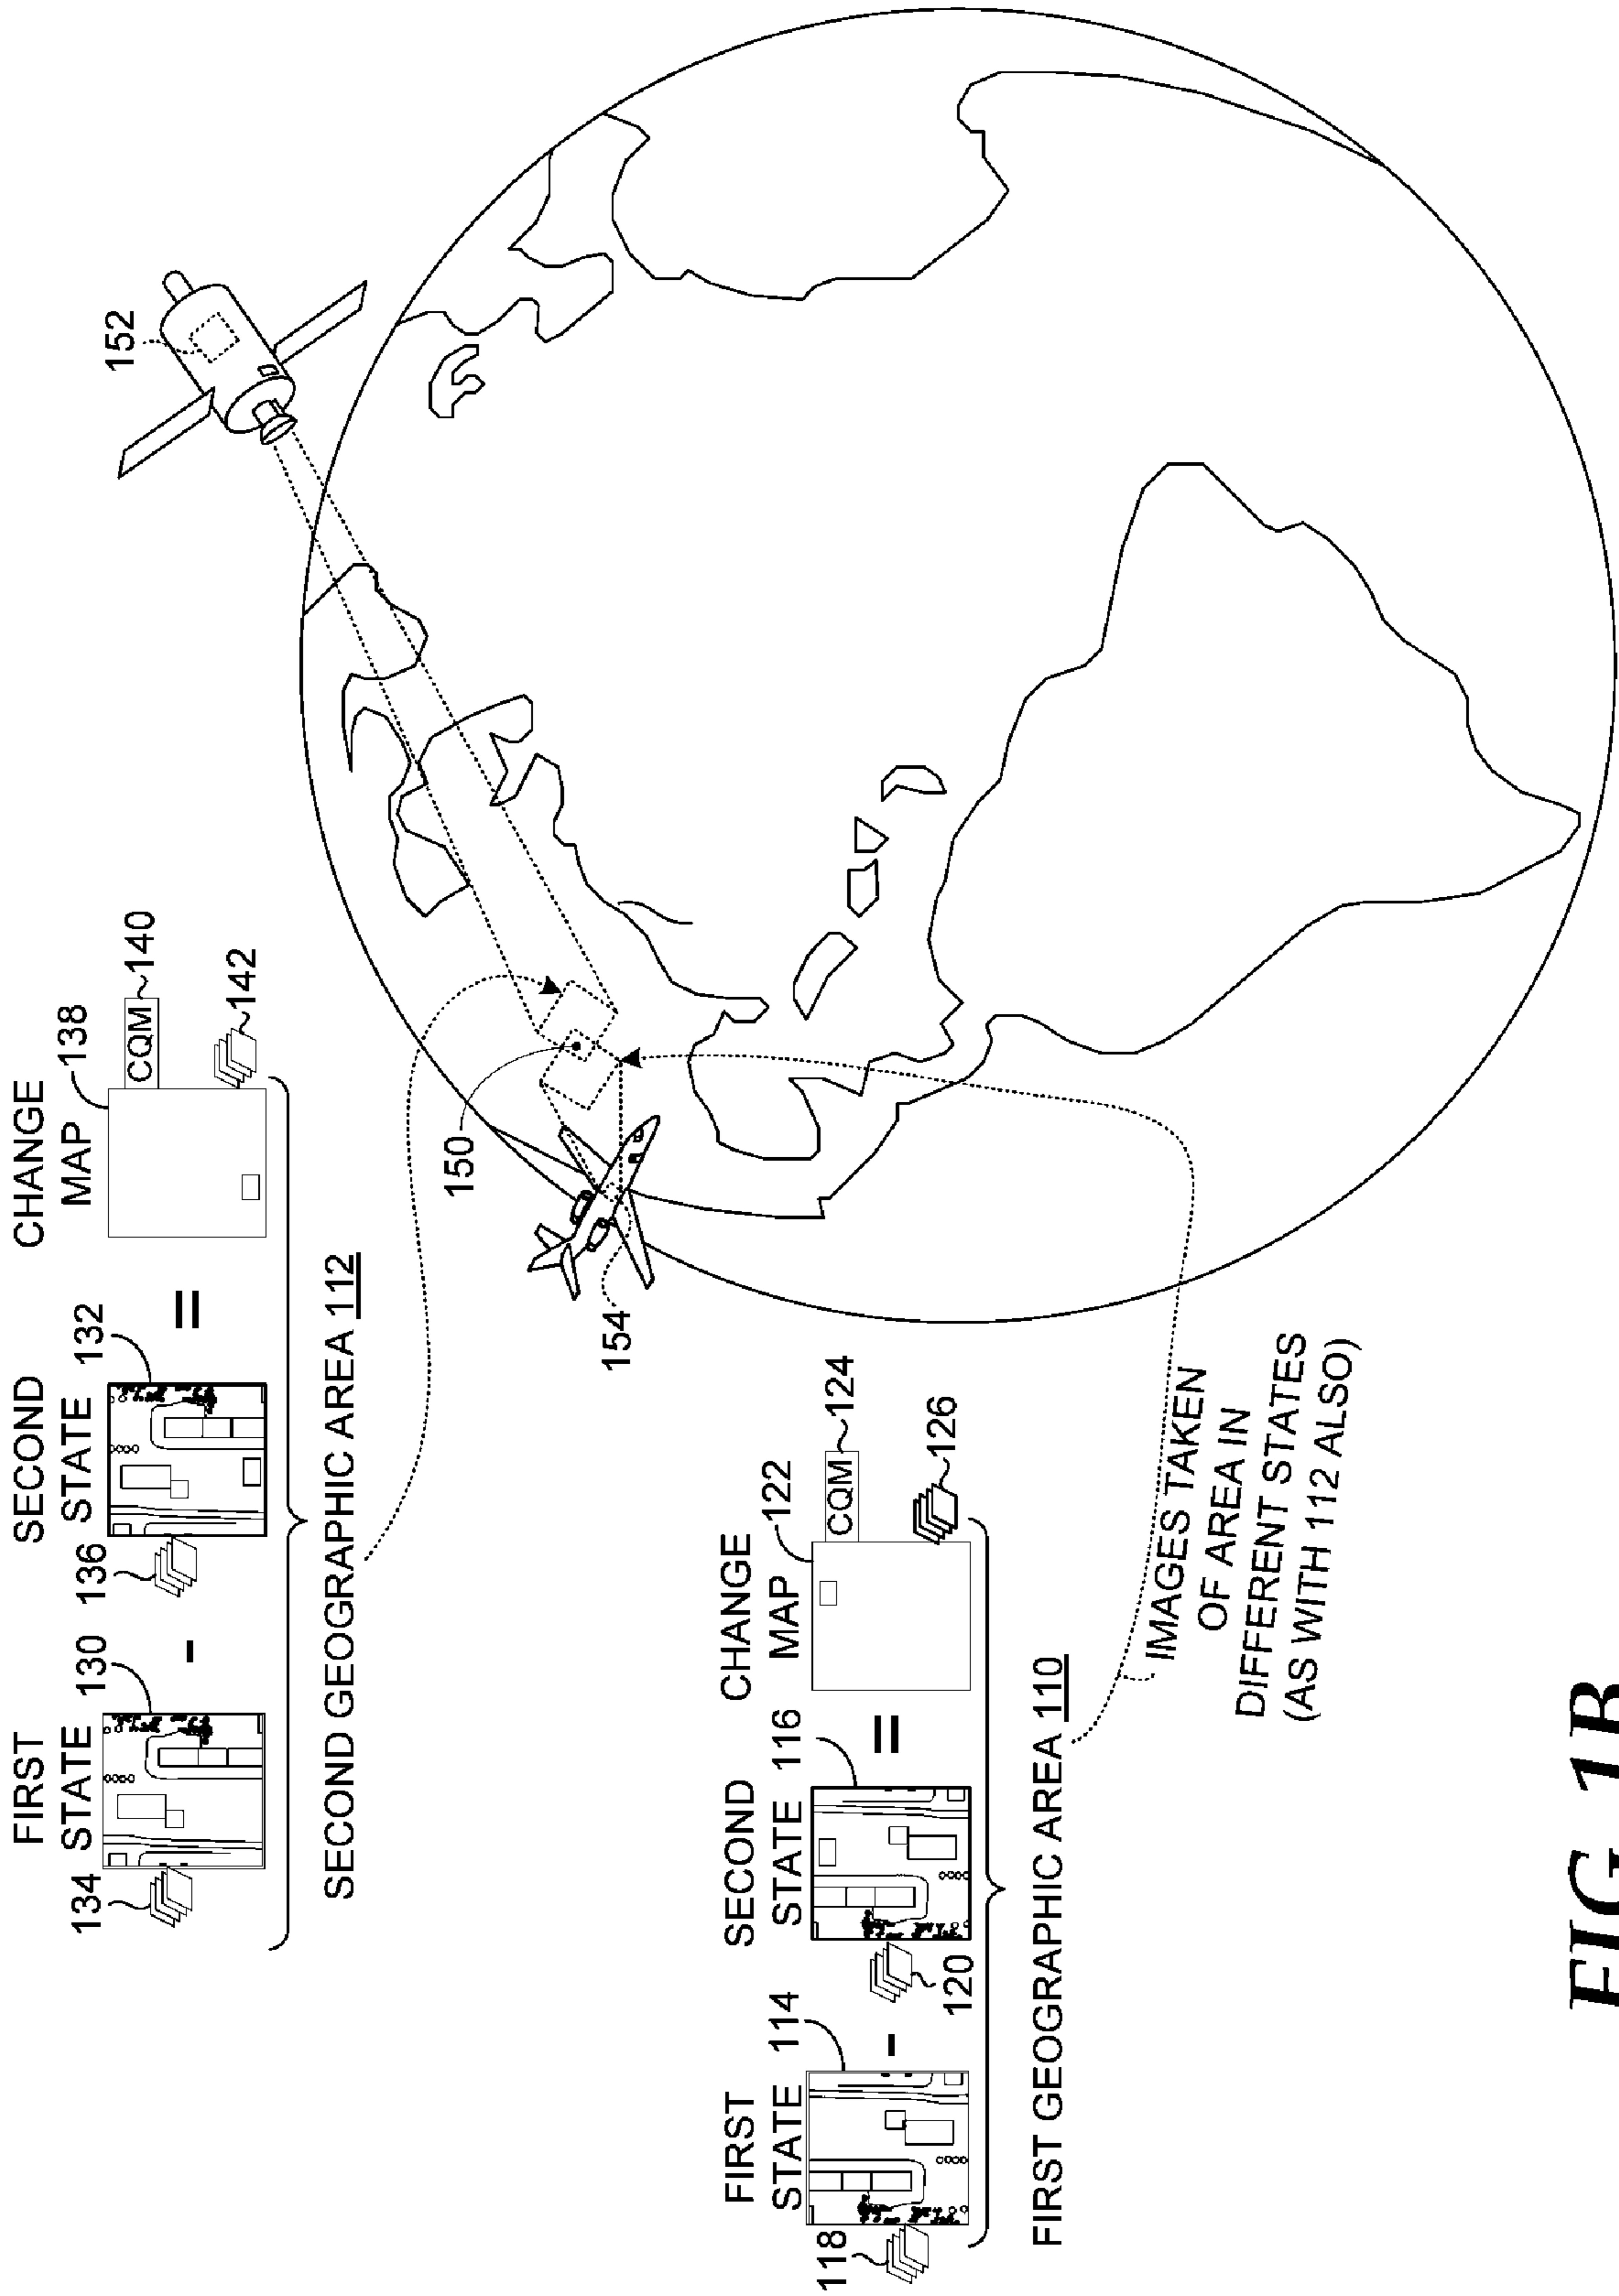 FIRST
STATE
SECOND
STATE
CHANGE
MAP
134
130
136
132
138
CQM
140
142
-
=
SECOND GEOGRAPHIC AREA 112
152
150
154
FIRST
STATE
SECOND
STATE
CHANGE
MAP
118
114
120
116
122
CQM
124
126
-
=
FIRST GEOGRAPHIC AREA 110
IMAGES TAKEN
OF AREA IN
DIFFERENT STATES
(AS WITH 112 ALSO)
FIG 1B